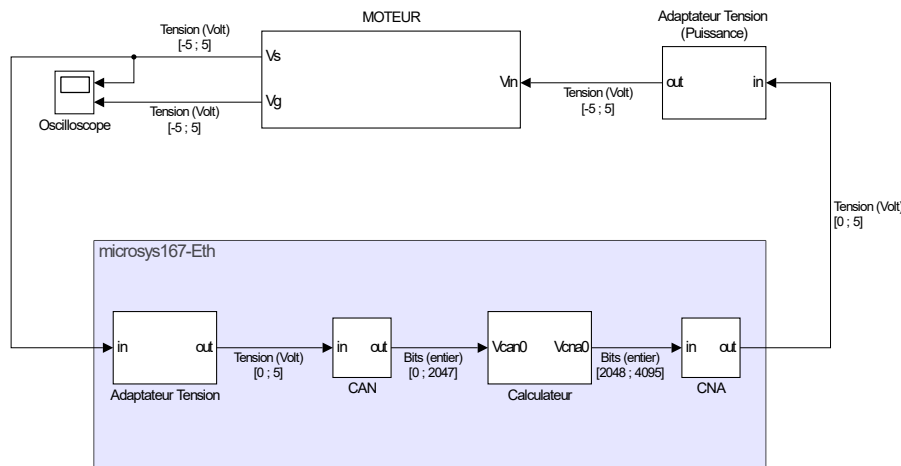 MOTEUR
Adaptateur Tension
(Puissance)
Tension (Volt)
[-5 ; 5]
Vs
Vg
Vin
out
in
Tension (Volt)
[-5 ; 5]
Tension (Volt)
[-5 ; 5]
Oscilloscope
Tension (Volt)
[0 ; 5]
microsys167-Eth
in
out
Tension (Volt)
[0 ; 5]
in
out
Bits (entier)
[0 ; 2047]
Vcan0
Vcna0
Bits (entier)
[2048 ; 4095]
in
out
Adaptateur Tension
CAN
Calculateur
CNA